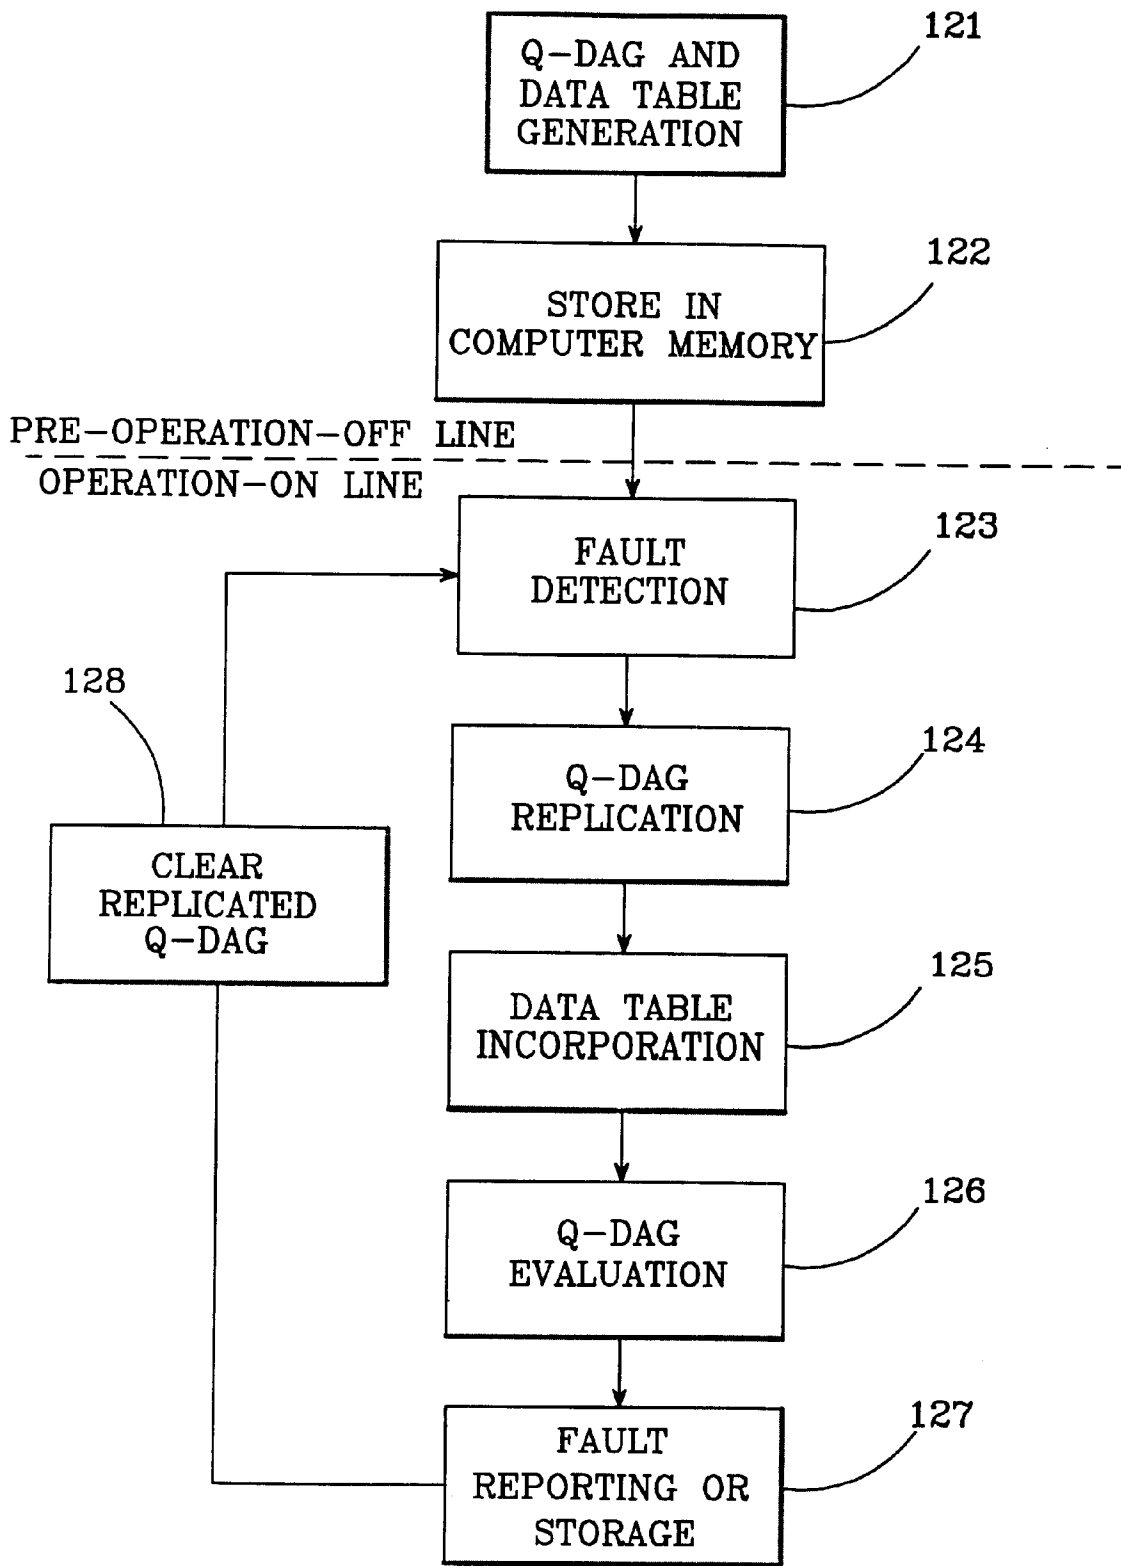 Q-DAG AND
DATA TABLE
GENERATION
121
STORE IN
COMPUTER MEMORY
122
PRE-OPERATION-OFF LINE
OPERATION-ON LINE
FAULT
DETECTION
123
128
Q-DAG
REPLICATION
124
CLEAR
REPLICATED
Q-DAG
DATA TABLE
INCORPORATION
125
Q-DAG
EVALUATION
126
FAULT
REPORTING OR
STORAGE
127